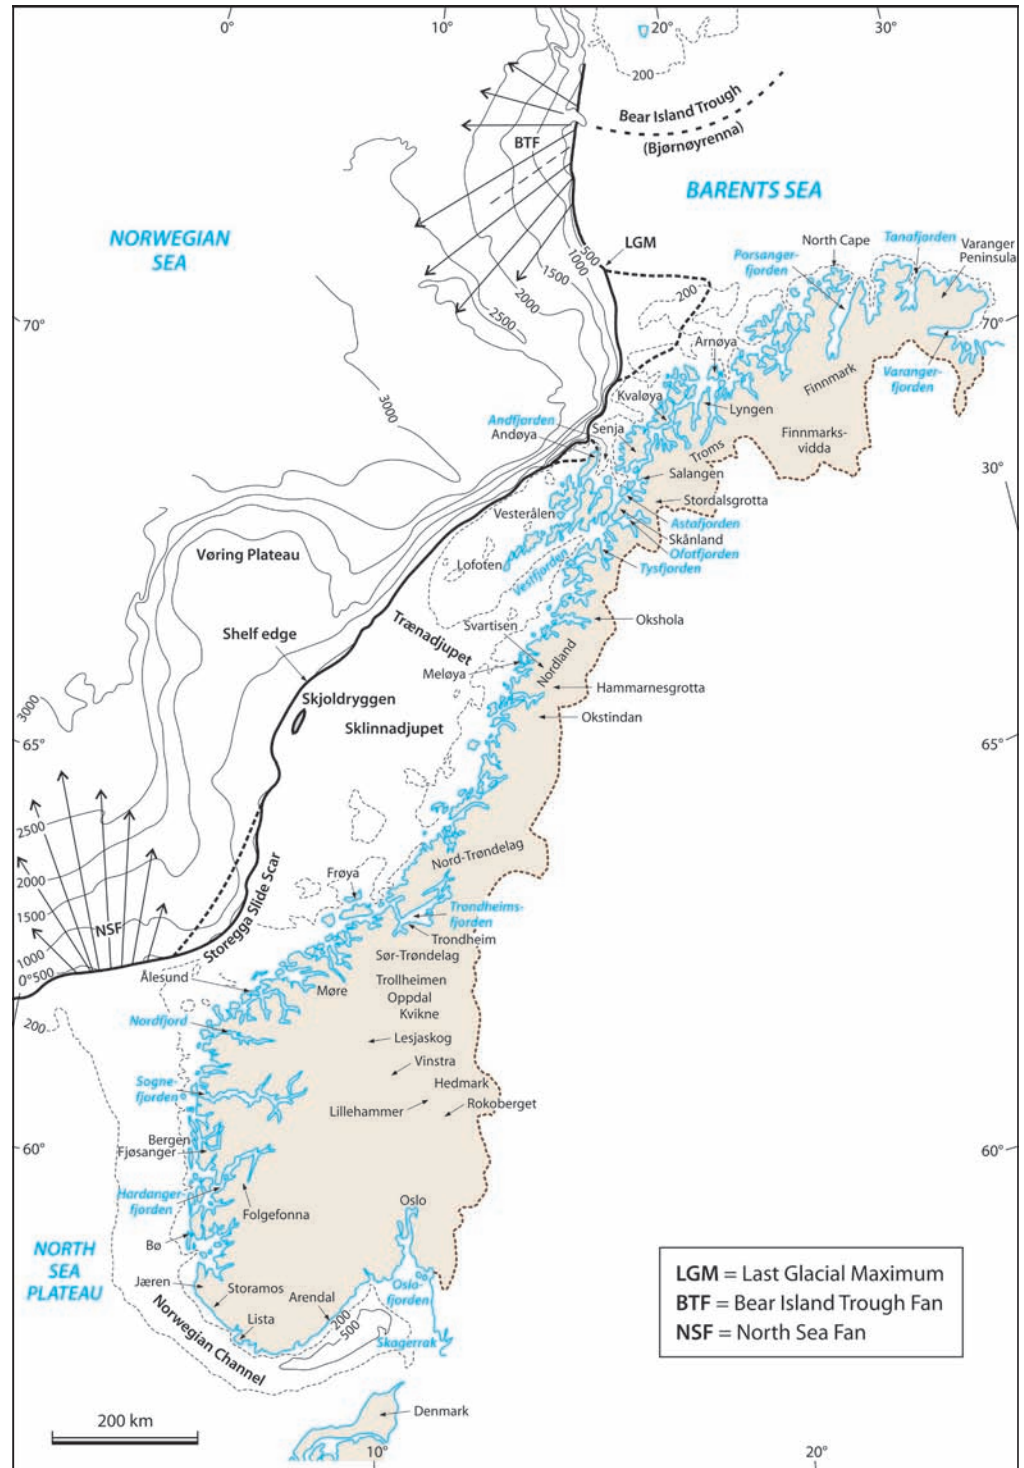 0°
10°
20°
30°
200
Bear Island Trough
(Bjørnøyrenna)
BTF
BARENTS SEA
NORWEGIAN
SEA
LGM
500
1000
1500
2000
2500
3000
200
North Cape
Tanafjorden
Varanger
Peninsula
Porsanger-
fjorden
70°
70°
Arnøya
Varanger-
fjorden
Finnmark
Kvaløya
Lyngen
Andfjorden
Andøya
Senja
Finnmarks-
vidda
Troms
30°
Salangen
Stordalsgrotta
Vesterålen
Astafjorden
Skånland
Ofotfjorden
Tysfjorden
Vøring Plateau
Lofoten
Vestfjorden
Svartisen
Okshola
Trænadjupet
Shelf edge
Meløya
Nordland
Hammarnesgrotta
Skjoldryggen
Sklinnadjupet
Okstindan
3000
65°
65°
2500
2000
1500
1000
0°500
NSF
Storegga Slide Scar
Nord-Trøndelag
Frøya
Trondheims-
fjorden
Trondheim
Sør-Trøndelag
Ålesund
Møre
Trollheimen
Oppdal
Kvikne
200
Nordfjord
Lesjaskog
Vinstra
Sogne-
fjorden
Hedmark
Lillehammer
Rokoberget
Bergen
Fjøsanger
60°
60°
Hardanger-
fjorden
Folgefonna
Oslo
Bø
NORTH
SEA
PLATEAU
Jæren
Storamos
Arendal
Oslo-
fjorden
Lista
200
500
Norwegian Channel
Skagerrak
LGM = Last Glacial Maximum
BTF = Bear Island Trough Fan
NSF = North Sea Fan
200 km
Denmark
10°
20°